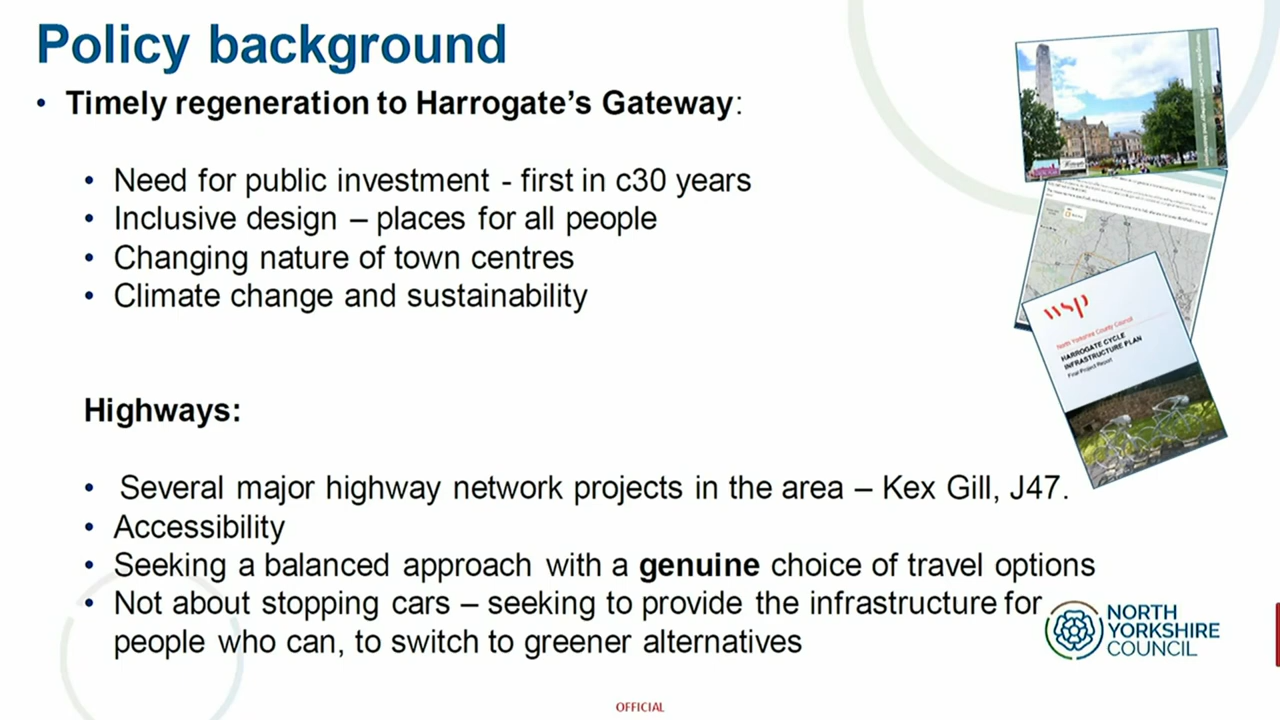 Policy background
• Timely regeneration to Harrogate’s Gateway:
• Need for public investment - first in c30 years
• Inclusive design – places for all people
• Changing nature of town centres
• Climate change and sustainability
wsp
North Yorkshire County Council
HARROGATE CYCLE
INFRASTRUCTURE PLAN
Final Project Report
Highways:
• Several major highway network projects in the area – Kex Gill, J47.
• Accessibility
• Seeking a balanced approach with a genuine choice of travel options
• Not about stopping cars – seeking to provide the infrastructure for
people who can, to switch to greener alternatives
NORTH
YORKSHIRE
COUNCIL
OFFICIAL